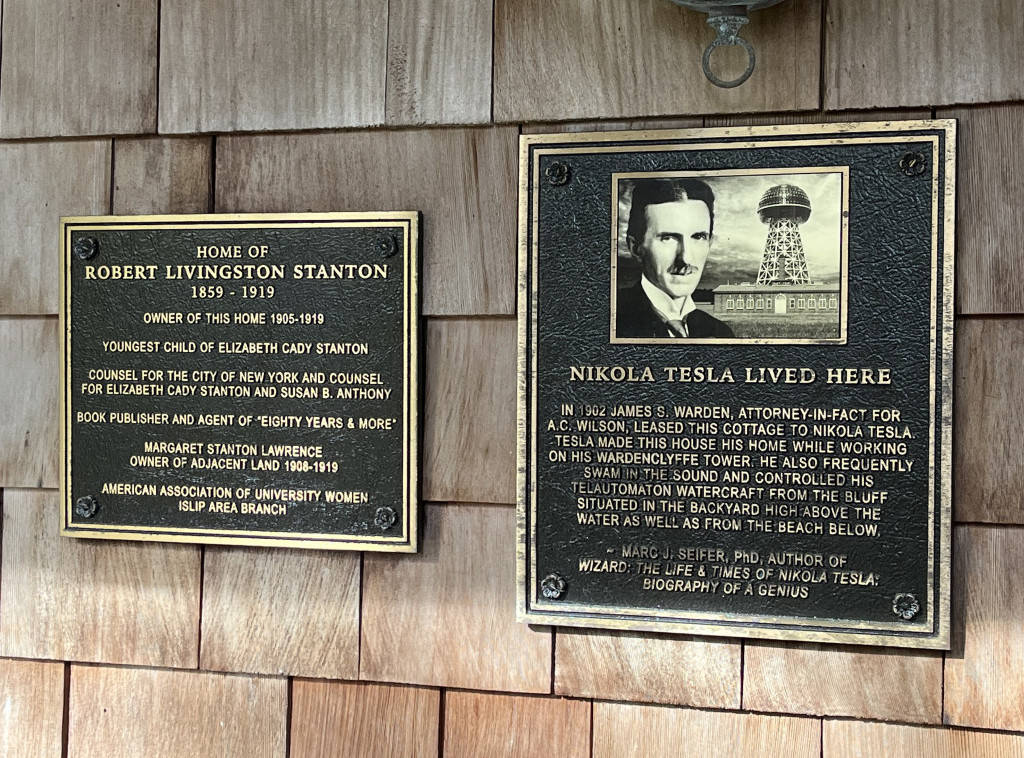 HOME OF
ROBERT LIVINGSTON STANTON
1859 - 1919
OWNER OF THIS HOME 1905-1919
YOUNGEST CHILD OF ELIZABETH CADY STANTON
COUNSEL FOR THE CITY OF NEW YORK AND COUNSEL
FOR ELIZABETH CADY STANTON AND SUSAN B. ANTHONY
BOOK PUBLISHER AND AGENT OF "EIGHTY YEARS & MORE"
MARGARET STANTON LAWRENCE
OWNER OF ADJACENT LAND 1908-1919
AMERICAN ASSOCIATION OF UNIVERSITY WOMEN
ISLIP AREA BRANCH
NIKOLA TESLA LIVED HERE
IN 1902 JAMES S. WARDEN, ATTORNEY-IN-FACT FOR
A.C. WILSON, LEASED THIS COTTAGE TO NIKOLA TESLA.
TESLA MADE THIS HOUSE HIS HOME WHILE WORKING
ON HIS WARDENCLYFFE TOWER. HE ALSO FREQUENTLY
SWAM IN THE SOUND AND CONTROLLED HIS
TELAUTOMATON WATERCRAFT FROM THE BLUFF
SITUATED IN THE BACKYARD HIGH ABOVE THE
WATER AS WELL AS FROM THE BEACH BELOW.
~ MARC J. SEIFER, PhD, AUTHOR OF
WIZARD: THE LIFE & TIMES OF NIKOLA TESLA:
BIOGRAPHY OF A GENIUS